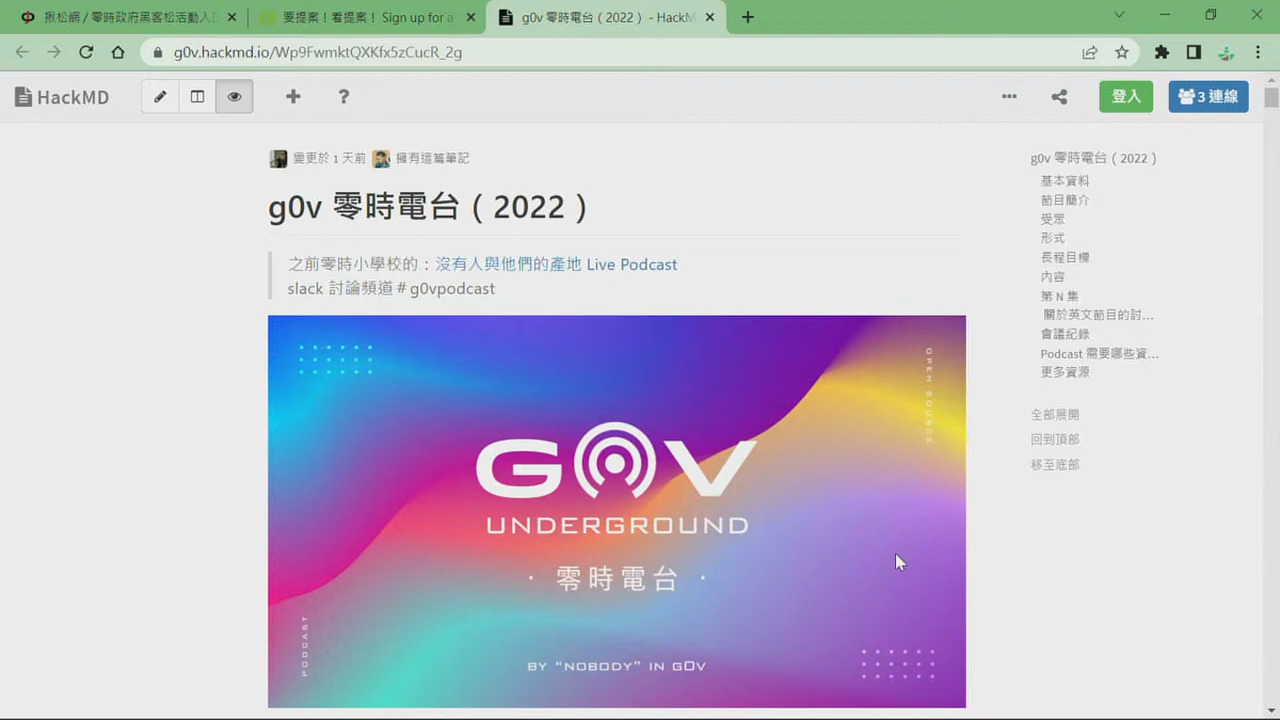 揪松網 / 零時政府黑客松活動入口
要提案！看提案！ Sign up for a
g0v 零時電台（2022） - HackM
g0v.hackmd.io/Wp9FwmktQXKfx5zCucR_2g
HackMD
登入
3 連線
變更於 1 天前
擁有這篇筆記
g0v 零時電台（2022）
之前零時小學校的：沒有人與他們的產地 Live Podcast
slack 討論頻道＃g0vpodcast
OPEN SOURCE
G0V
UNDERGROUND
· 零時電台 ·
PODCAST
BY “NOBODY” IN G0V
g0v 零時電台（2022）
基本資料
節目簡介
受眾
形式
長程目標
內容
第 N 集
關於英文節目的討…
會議紀錄
Podcast 需要哪些資…
更多資源
全部展開
回到頂部
移至底部